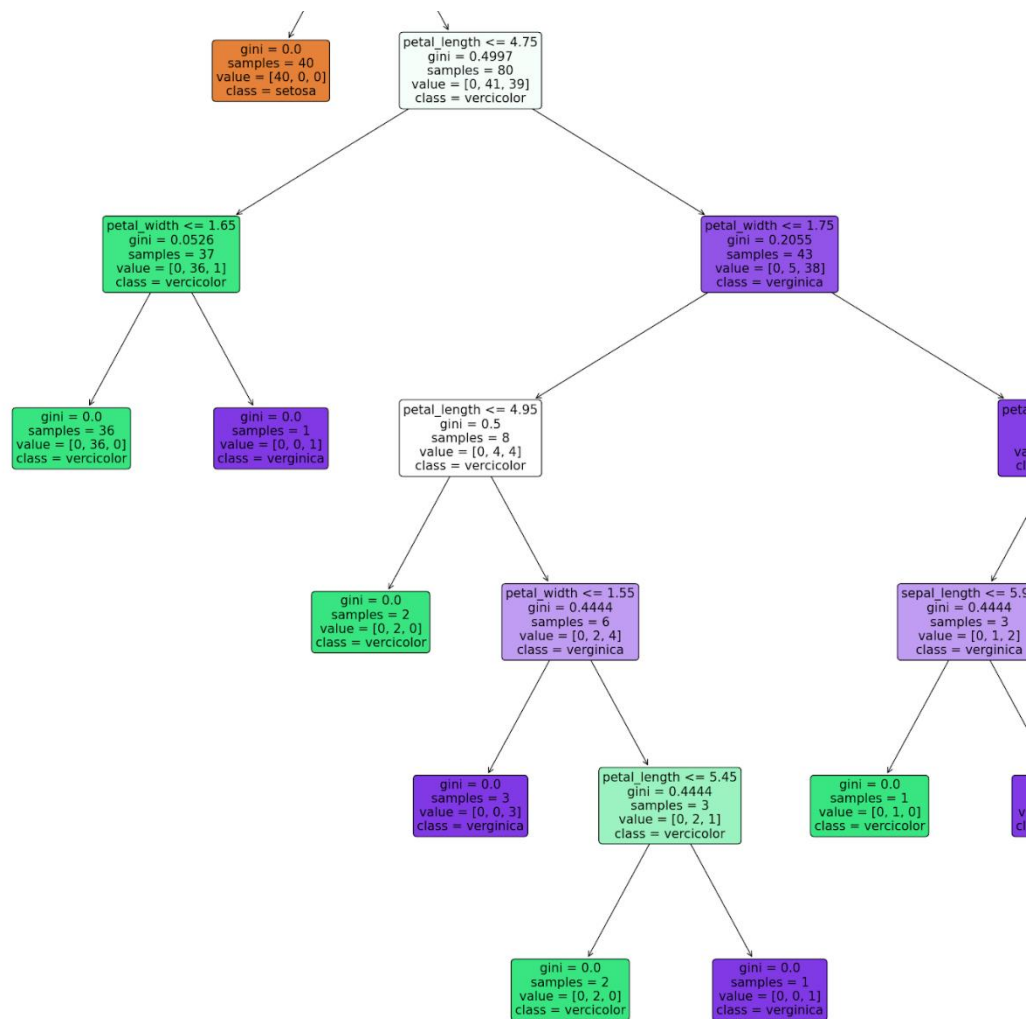 gini = 0.0
samples = 40
value = [40, 0, 0]
class = setosa
petal_length <= 4.75
gini = 0.4997
samples = 80
value = [0, 41, 39]
class = vercicolor
petal_width <= 1.65
gini = 0.0526
samples = 37
value = [0, 36, 1]
class = vercicolor
petal_width <= 1.75
gini = 0.2055
samples = 43
value = [0, 5, 38]
class = verginica
gini = 0.0
samples = 36
value = [0, 36, 0]
class = vercicolor
gini = 0.0
samples = 1
value = [0, 0, 1]
class = verginica
petal_length <= 4.95
gini = 0.5
samples = 8
value = [0, 4, 4]
class = vercicolor
gini = 0.0
samples = 2
value = [0, 2, 0]
class = vercicolor
petal_width <= 1.55
gini = 0.4444
samples = 6
value = [0, 2, 4]
class = verginica
sepal_length <= 5.9
gini = 0.4444
samples = 3
value = [0, 1, 2]
class = verginica
gini = 0.0
samples = 3
value = [0, 0, 3]
class = verginica
petal_length <= 5.45
gini = 0.4444
samples = 3
value = [0, 2, 1]
class = vercicolor
gini = 0.0
samples = 1
value = [0, 1, 0]
class = vercicolor
gini = 0.0
samples = 2
value = [0, 2, 0]
class = vercicolor
gini = 0.0
samples = 1
value = [0, 0, 1]
class = verginica